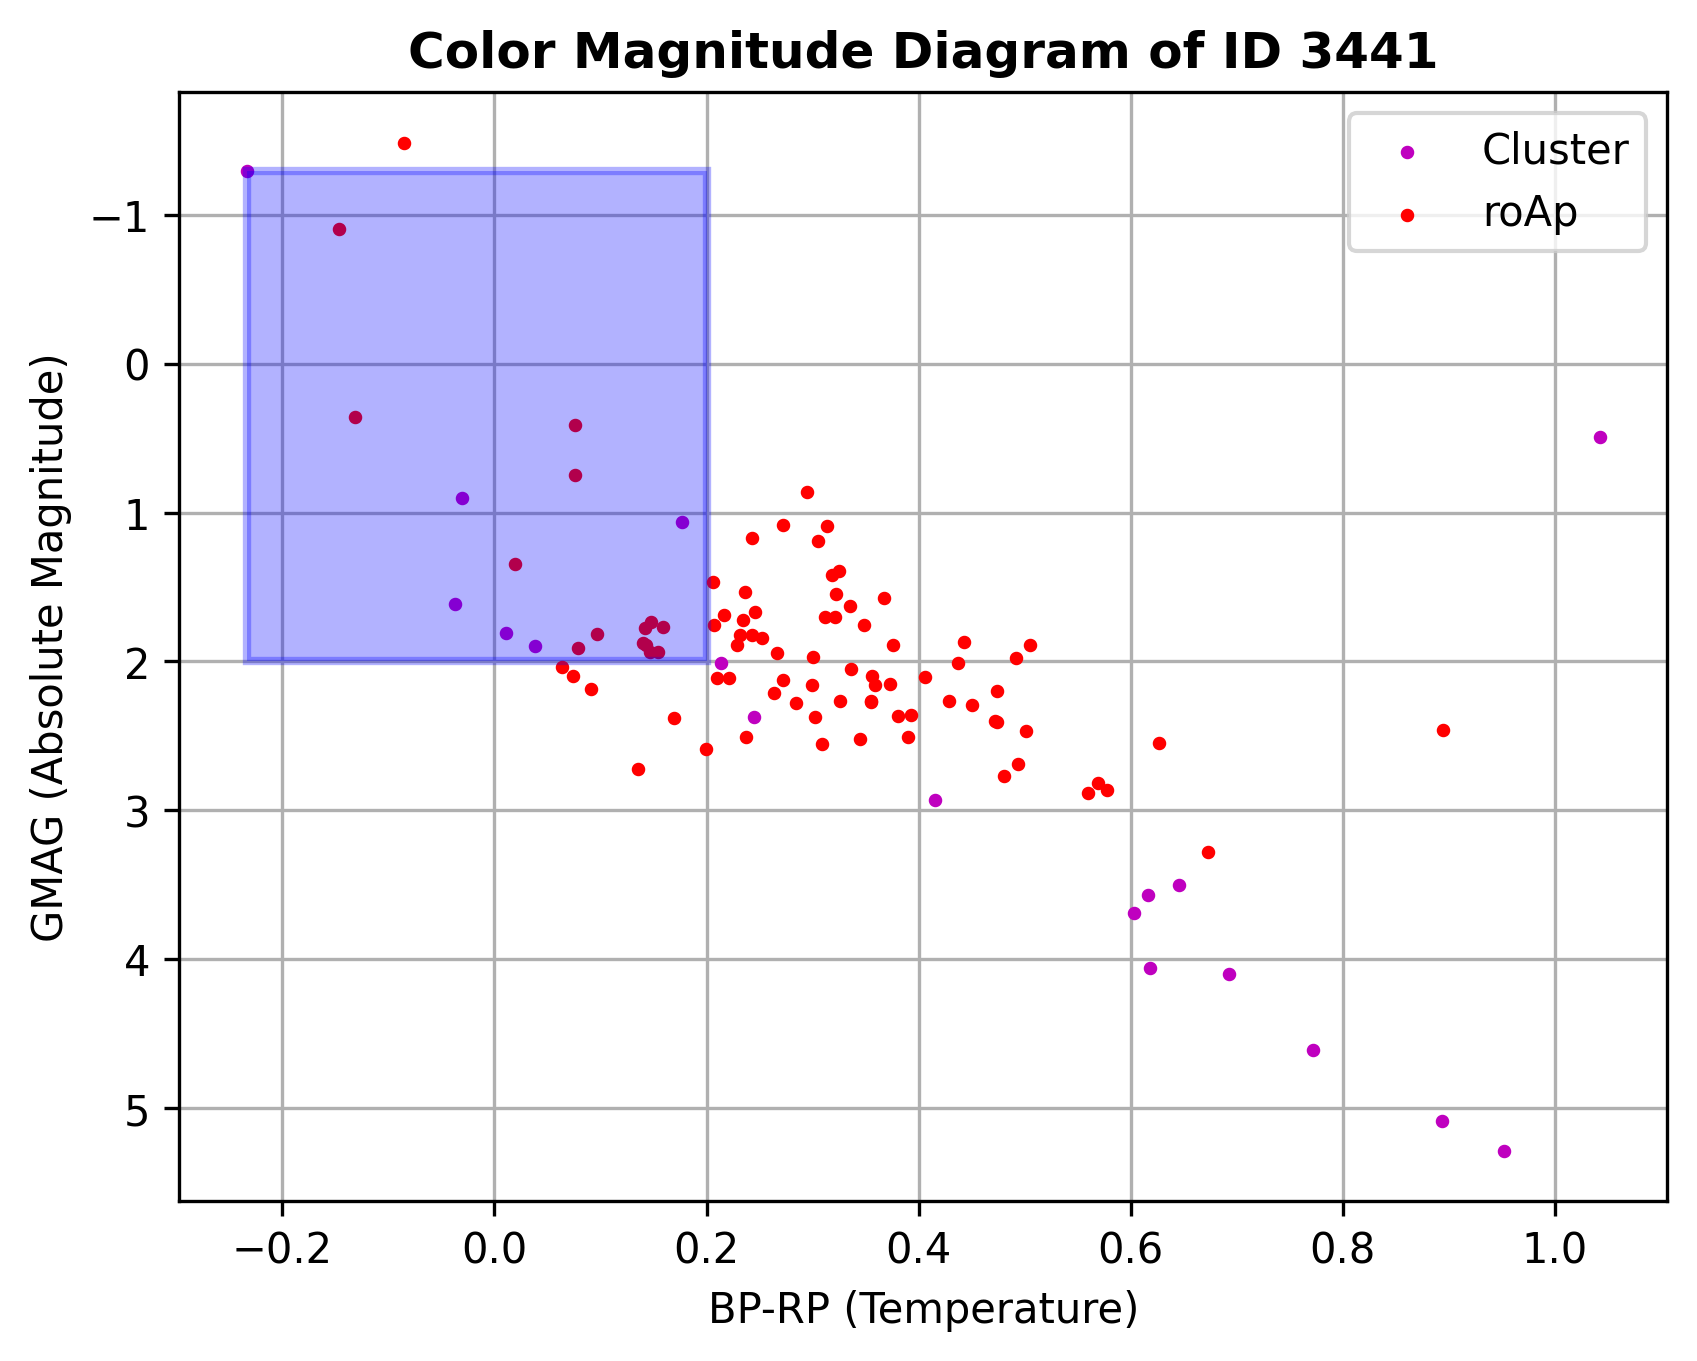 Color Magnitude Diagram of ID 3441
Cluster
roAp
GMAG (Absolute Magnitude)
−1
0
1
2
3
4
5
−0.2 0.0 0.2 0.4 0.6 0.8 1.0
BP-RP (Temperature)